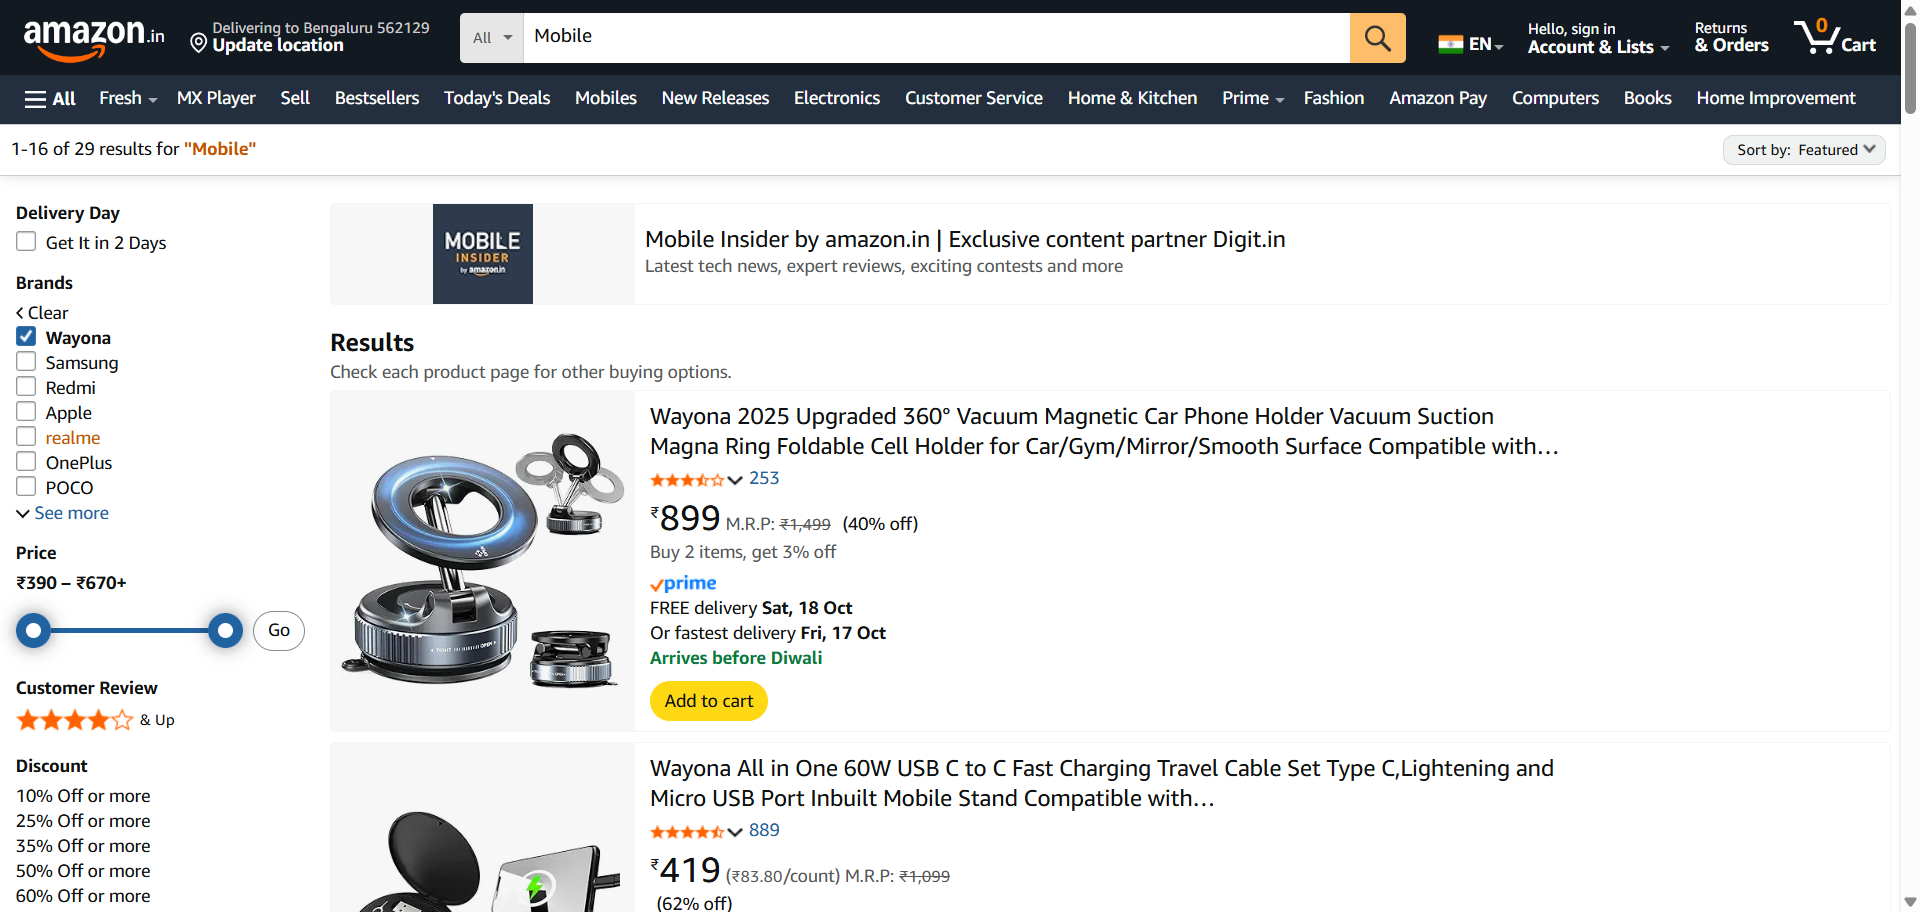 amazon.in
Delivering to Bengaluru 562129
Update location
All
Mobile
EN
Hello, sign in
Account & Lists
Returns
& Orders
0
Cart
All
Fresh
MX Player
Sell
Bestsellers
Today's Deals
Mobiles
New Releases
Electronics
Customer Service
Home & Kitchen
Prime
Fashion
Amazon Pay
Computers
Books
Home Improvement
1-16 of 29 results for "Mobile"
Sort by: Featured
Delivery Day
Get It in 2 Days
Brands
Clear
Wayona
Samsung
Redmi
Apple
realme
OnePlus
POCO
See more
Price
₹390 – ₹670+
Go
Customer Review
& Up
Discount
10% Off or more
25% Off or more
35% Off or more
50% Off or more
60% Off or more
MOBILE
INSIDER
by amazon.in
Mobile Insider by amazon.in | Exclusive content partner Digit.in
Latest tech news, expert reviews, exciting contests and more
Results
Check each product page for other buying options.
TIGHT OPEN
Wayona 2025 Upgraded 360° Vacuum Magnetic Car Phone Holder Vacuum Suction
Magna Ring Foldable Cell Holder for Car/Gym/Mirror/Smooth Surface Compatible with…
253
₹899 M.R.P: ₹1,499 (40% off)
Buy 2 items, get 3% off
prime
FREE delivery Sat, 18 Oct
Or fastest delivery Fri, 17 Oct
Arrives before Diwali
Add to cart
Wayona All in One 60W USB C to C Fast Charging Travel Cable Set Type C,Lightening and
Micro USB Port Inbuilt Mobile Stand Compatible with…
889
₹419 (₹83.80/count) M.R.P: ₹1,099
(62% off)